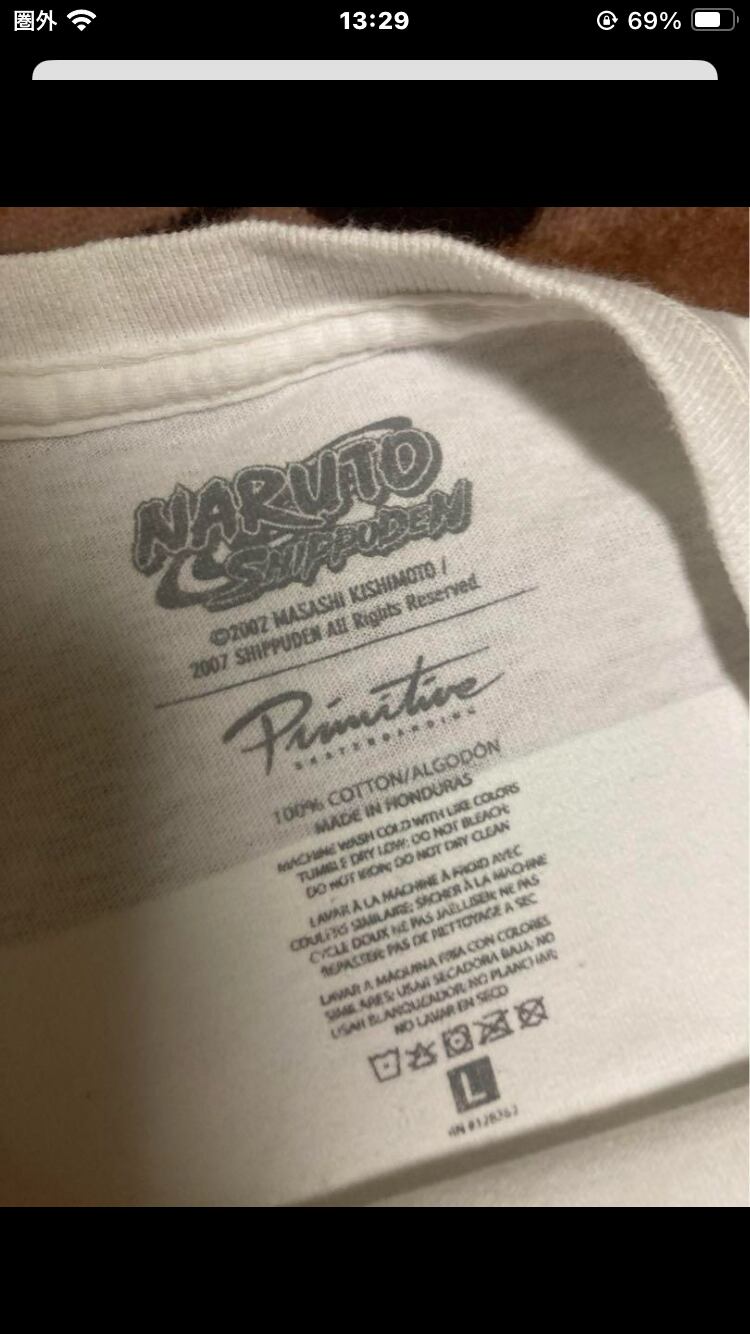 圏外 13:29 69%
NARUTO
SHIPPUDEN
©2002 MASASHI KISHIMOTO /
2007 SHIPPUDEN All Rights Reserved.
Primitive
SKATEBOARDING
100% COTTON/ALGODÓN
MADE IN HONDURAS
MACHINE WASH COLD WITH LIKE COLORS
TUMBLE DRY LOW; DO NOT BLEACH;
DO NOT IRON; DO NOT DRY CLEAN
LAVAR À LA MACHINE À FROID AVEC
COULEURS SIMILAIRE; SÉCHER À LA MACHINE
CYCLE DOUX NE PAS JAELLISER; NE PAS
REPASSER; PAS DE NETTOYAGE A SEC
LAVAR A MÁQUINA FRIA CON COLORES
SIMILARES; USAR SECADORA BAJA; NO
USAR BLANQUEADOR; NO PLANCHAR;
NO LAVAR EN SECO
L